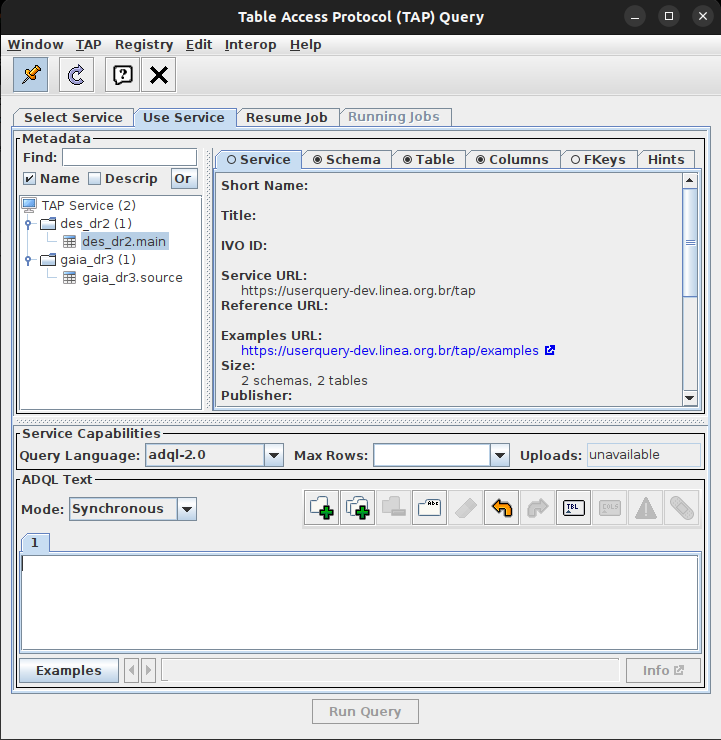 Table Access Protocol (TAP) Query
Window TAP Registry Edit Interop Help
Select Service Use Service Resume Job Running Jobs
Metadata
Find:
Name Descrip Or
TAP Service (2)
des_dr2 (1)
des_dr2.main
gaia_dr3 (1)
gaia_dr3.source
Service Schema Table Columns FKeys Hints
Short Name:
Title:
IVO ID:
Service URL:
https://userquery-dev.linea.org.br/tap
Reference URL:
Examples URL:
https://userquery-dev.linea.org.br/tap/examples
Size:
2 schemas, 2 tables
Publisher:
Service Capabilities
Query Language: adql-2.0 Max Rows: Uploads: unavailable
ADQL Text
Mode: Synchronous
Abc TBL COLS
1
Examples Info
Run Query